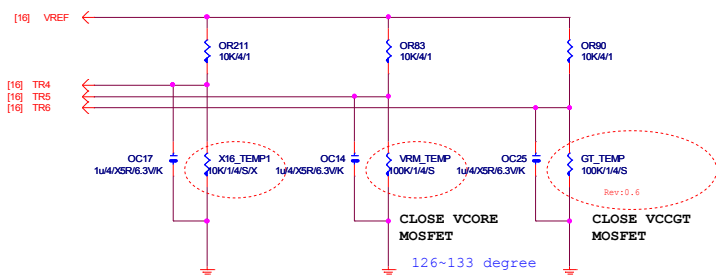 [16] VREF
OR211
10K/4/1
OR83
10K/4/1
OR90
10K/4/1
[16] TR4
[16] TR5
[16] TR6
OC17
1u/4/X5R/6.3V/K
X16_TEMP1
10K/1/4/S/X
OC14
1u/4/X5R/6.3V/K
VRM_TEMP
100K/1/4/S
OC25
1u/4/X5R/6.3V/K
GT_TEMP
100K/1/4/S
Rev:0.6
CLOSE VCORE
MOSFET
CLOSE VCCGT
MOSFET
126~133 degree